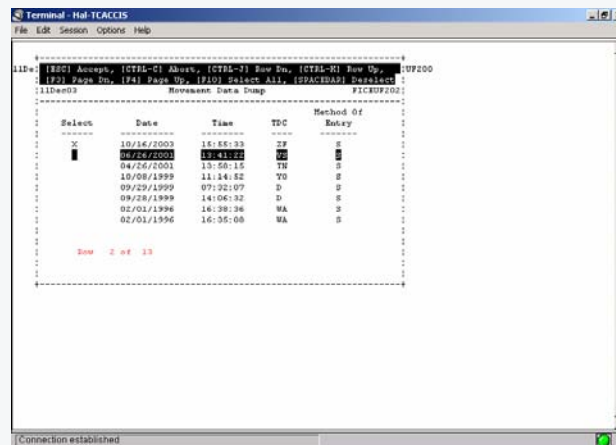 Terminal - Hal-TCACCIS
File Edit Session Options Help
11De [ESC] Accept, [CTRL-C] Abort, [CTRL-J] Row Dn, [CTRL-K] Row Up, UF200
[F3] Page Dn, [F4] Page Up, [F10] Select All, [SPACEBAR] Deselect
11Dec03 Movement Data Dump FICEUF202
Method Of
Select Date Time TDC Entry
X 10/16/2003 15:55:33 ZF S
06/26/2001 13:41:22 VS S
04/26/2001 13:58:15 TN S
10/08/1999 11:14:52 YO S
09/29/1999 07:32:07 D S
09/28/1999 14:06:32 D S
02/01/1996 16:38:36 WA S
02/01/1996 16:35:08 WA S
Row 2 of 13
Connection established